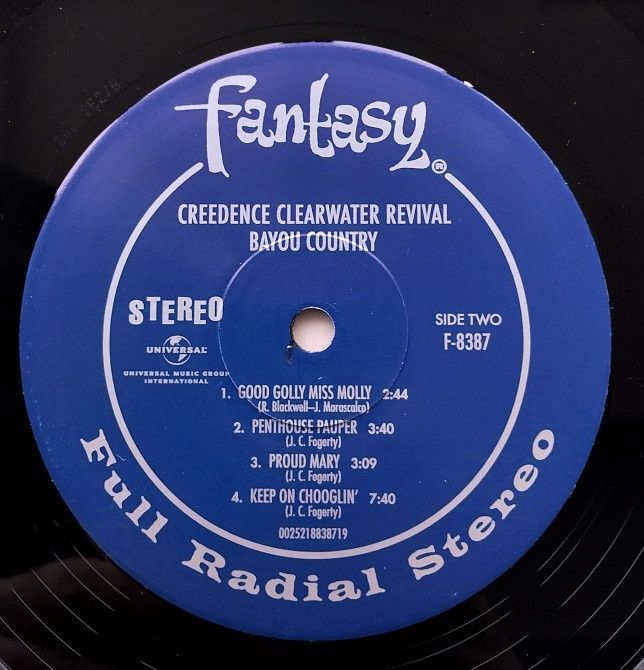 fantasy®
CREEDENCE CLEARWATER REVIVAL
BAYOU COUNTRY
STEREO
SIDE TWO
F-8387
UNIVERSAL
UNIVERSAL MUSIC GROUP
INTERNATIONAL
1. GOOD GOLLY MISS MOLLY 2:44
(R. Blackwell–J. Marascalco)
2. PENTHOUSE PAUPER 3:40
(J. C. Fogerty)
3. PROUD MARY 3:09
(J. C. Fogerty)
4. KEEP ON CHOOGLIN' 7:40
(J. C. Fogerty)
0025218838719
Full Radial Stereo